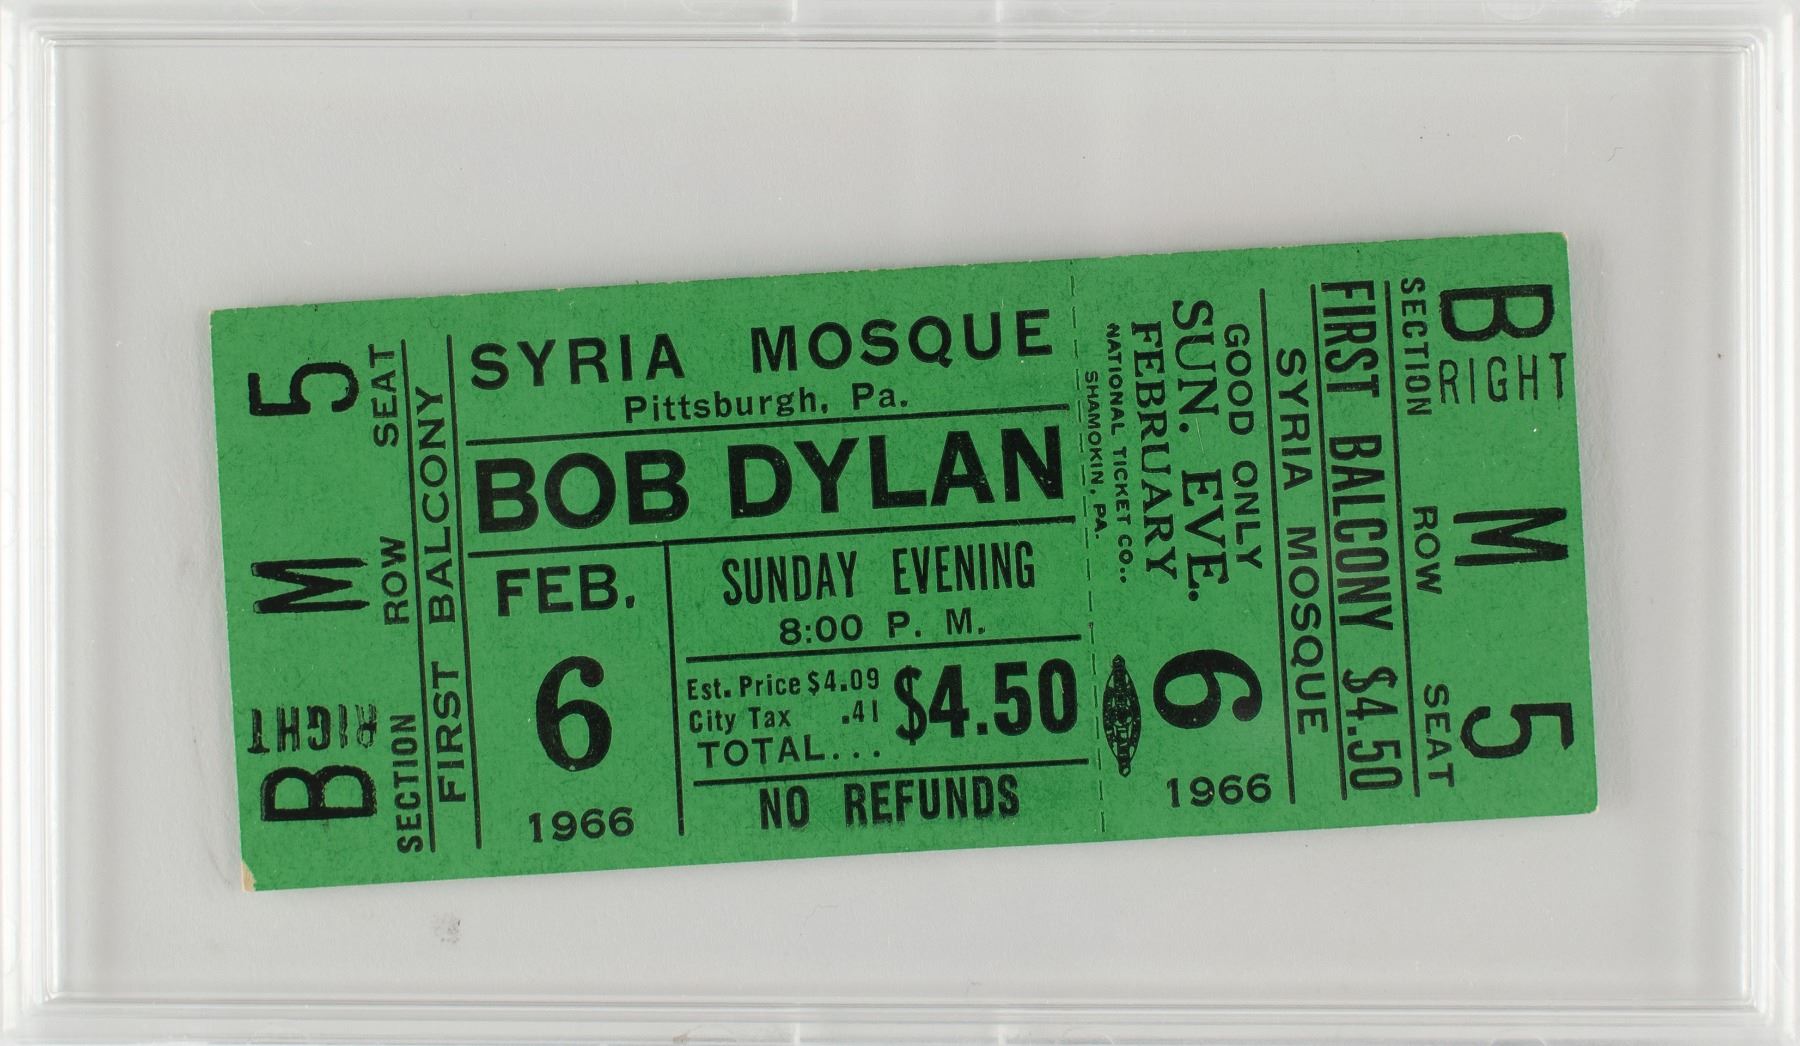 5
SEAT
M
ROW
B
RIGHT
SECTION
FIRST BALCONY
SYRIA MOSQUE
Pittsburgh, Pa.
BOB DYLAN
FEB.
6
1966
SUNDAY EVENING
8:00 P. M.
Est. Price $4.09
City Tax .41
TOTAL...
$4.50
NO REFUNDS
B
RIGHT
SECTION
M
ROW
5
SEAT
FIRST BALCONY $4.50
SYRIA MOSQUE
GOOD ONLY
SUN. EVE.
FEBRUARY
6
1966
NATIONAL TICKET CO.,
SHAMOKIN, PA.